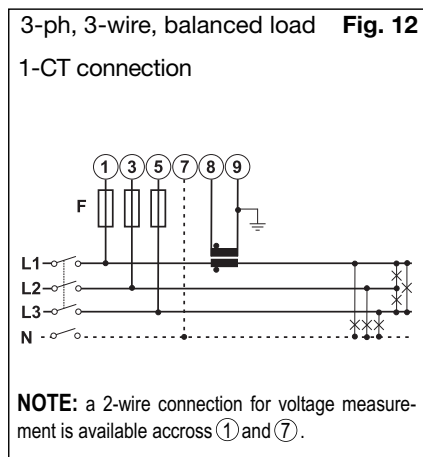 3-ph, 3-wire, balanced load Fig. 12
1-CT connection
1 3 5 7 8 9
F
L1
L2
L3
N
NOTE: a 2-wire connection for voltage measure-
ment is available accross 1 and 7.